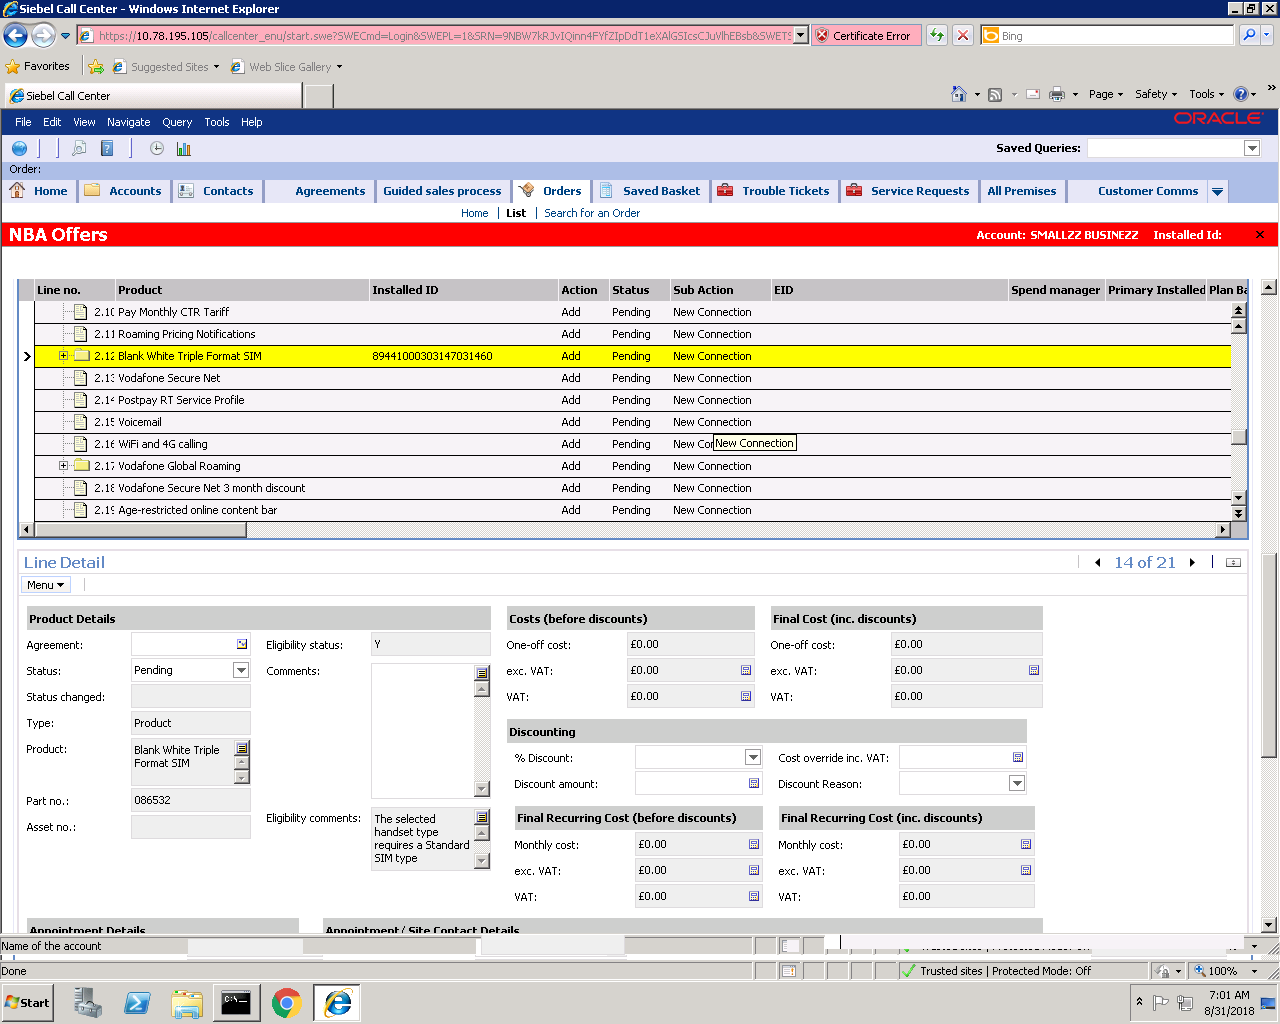 Siebel Call Center - Windows Internet Explorer
https://10.78.195.105/callcenter_enu/start.swe?SWECmd=Login&SWEPL=1&SRN=9NBW7kRJvIQinn4FYfZIpDdT1eXAlGSIcsCJuVlhEBsb&SWETS
Certificate Error
Bing
Favorites
Suggested Sites
Web Slice Gallery
Siebel Call Center
Page Safety Tools
File Edit View Navigate Query Tools Help
ORACLE
Saved Queries:
Order:
Home Accounts Contacts Agreements Guided sales process Orders Saved Basket Trouble Tickets Service Requests All Premises Customer Comms
Home List Search for an Order
NBA Offers Account: SMALLZZ BUSINEZZ Installed Id:
Line no. Product Installed ID Action Status Sub Action EID Spend manager Primary Installed Plan Ba
2.10 Pay Monthly CTR Tariff Add Pending New Connection
2.11 Roaming Pricing Notifications Add Pending New Connection
2.12 Blank White Triple Format SIM 89441000303147031460 Add Pending New Connection
2.13 Vodafone Secure Net Add Pending New Connection
2.14 Postpay RT Service Profile Add Pending New Connection
2.15 Voicemail Add Pending New Connection
2.16 WiFi and 4G calling Add Pending New Con
New Connection
2.17 Vodafone Global Roaming Add Pending New Connection
2.18 Vodafone Secure Net 3 month discount Add Pending New Connection
2.19 Age-restricted online content bar Add Pending New Connection
Line Detail 14 of 21
Menu
Product Details Costs (before discounts) Final Cost (inc. discounts)
Agreement: Eligibility status: Y One-off cost: £0.00 One-off cost: £0.00
Status: Pending Comments: exc. VAT: £0.00 exc. VAT: £0.00
Status changed: VAT: £0.00 VAT: £0.00
Type: Product
Discounting
Product: Blank White Triple
Format SIM
% Discount: Cost override inc. VAT:
Discount amount: Discount Reason:
Part no.: 086532
Asset no.:
Eligibility comments: The selected
handset type
requires a Standard
SIM type
Final Recurring Cost (before discounts) Final Recurring Cost (inc. discounts)
Monthly cost: £0.00 Monthly cost: £0.00
exc. VAT: £0.00 exc. VAT: £0.00
VAT: £0.00 VAT: £0.00
Appointment Details Appointment/ Site Contact Details
Name of the account
Done Trusted sites | Protected Mode: Off 100%
Start
7:01 AM
8/31/2018